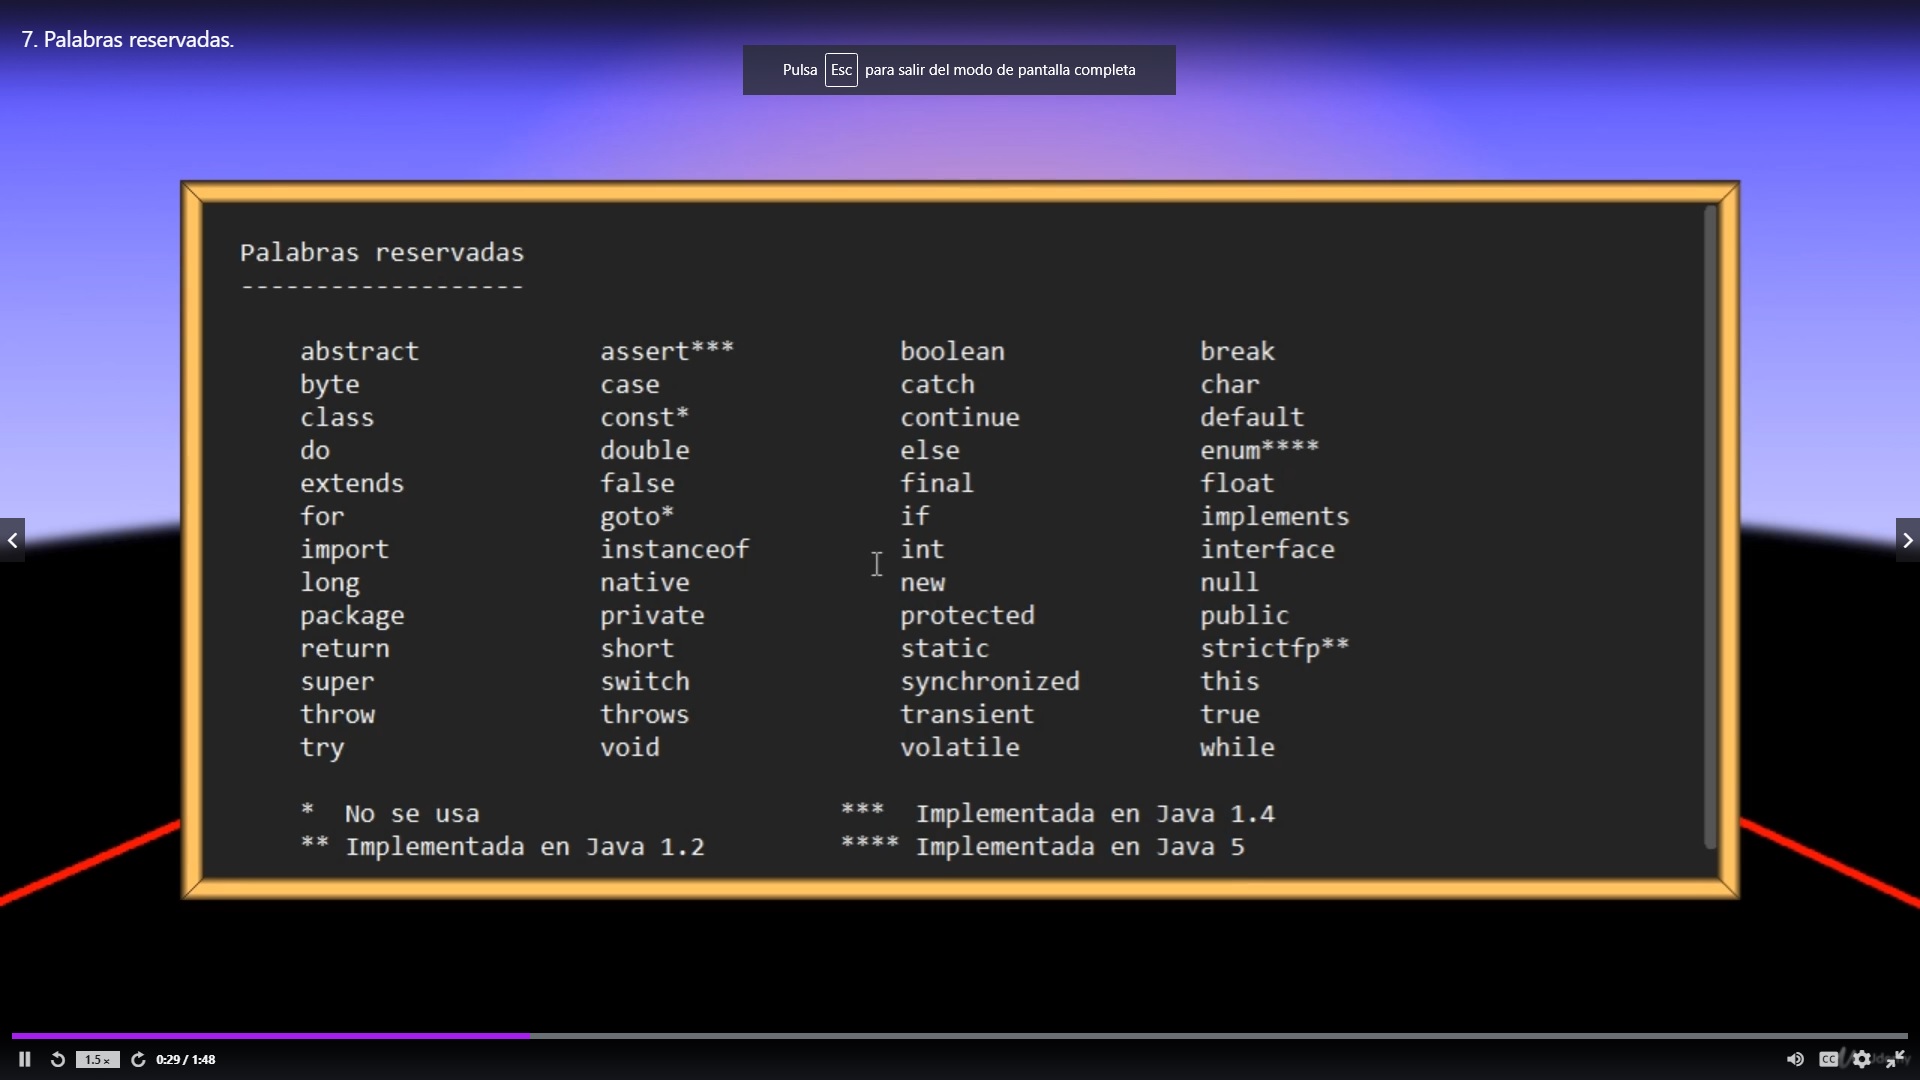 7. Palabras reservadas.
Pulsa Esc para salir del modo de pantalla completa
Palabras reservadas
-------------------
abstract assert*** boolean break
byte case catch char
class const* continue default
do double else enum****
extends false final float
for goto* if implements
import instanceof int interface
long native new null
package private protected public
return short static strictfp**
super switch synchronized this
throw throws transient true
try void volatile while
* No se usa *** Implementada en Java 1.4
** Implementada en Java 1.2 **** Implementada en Java 5
1.5x 0:29 / 1:48 CC